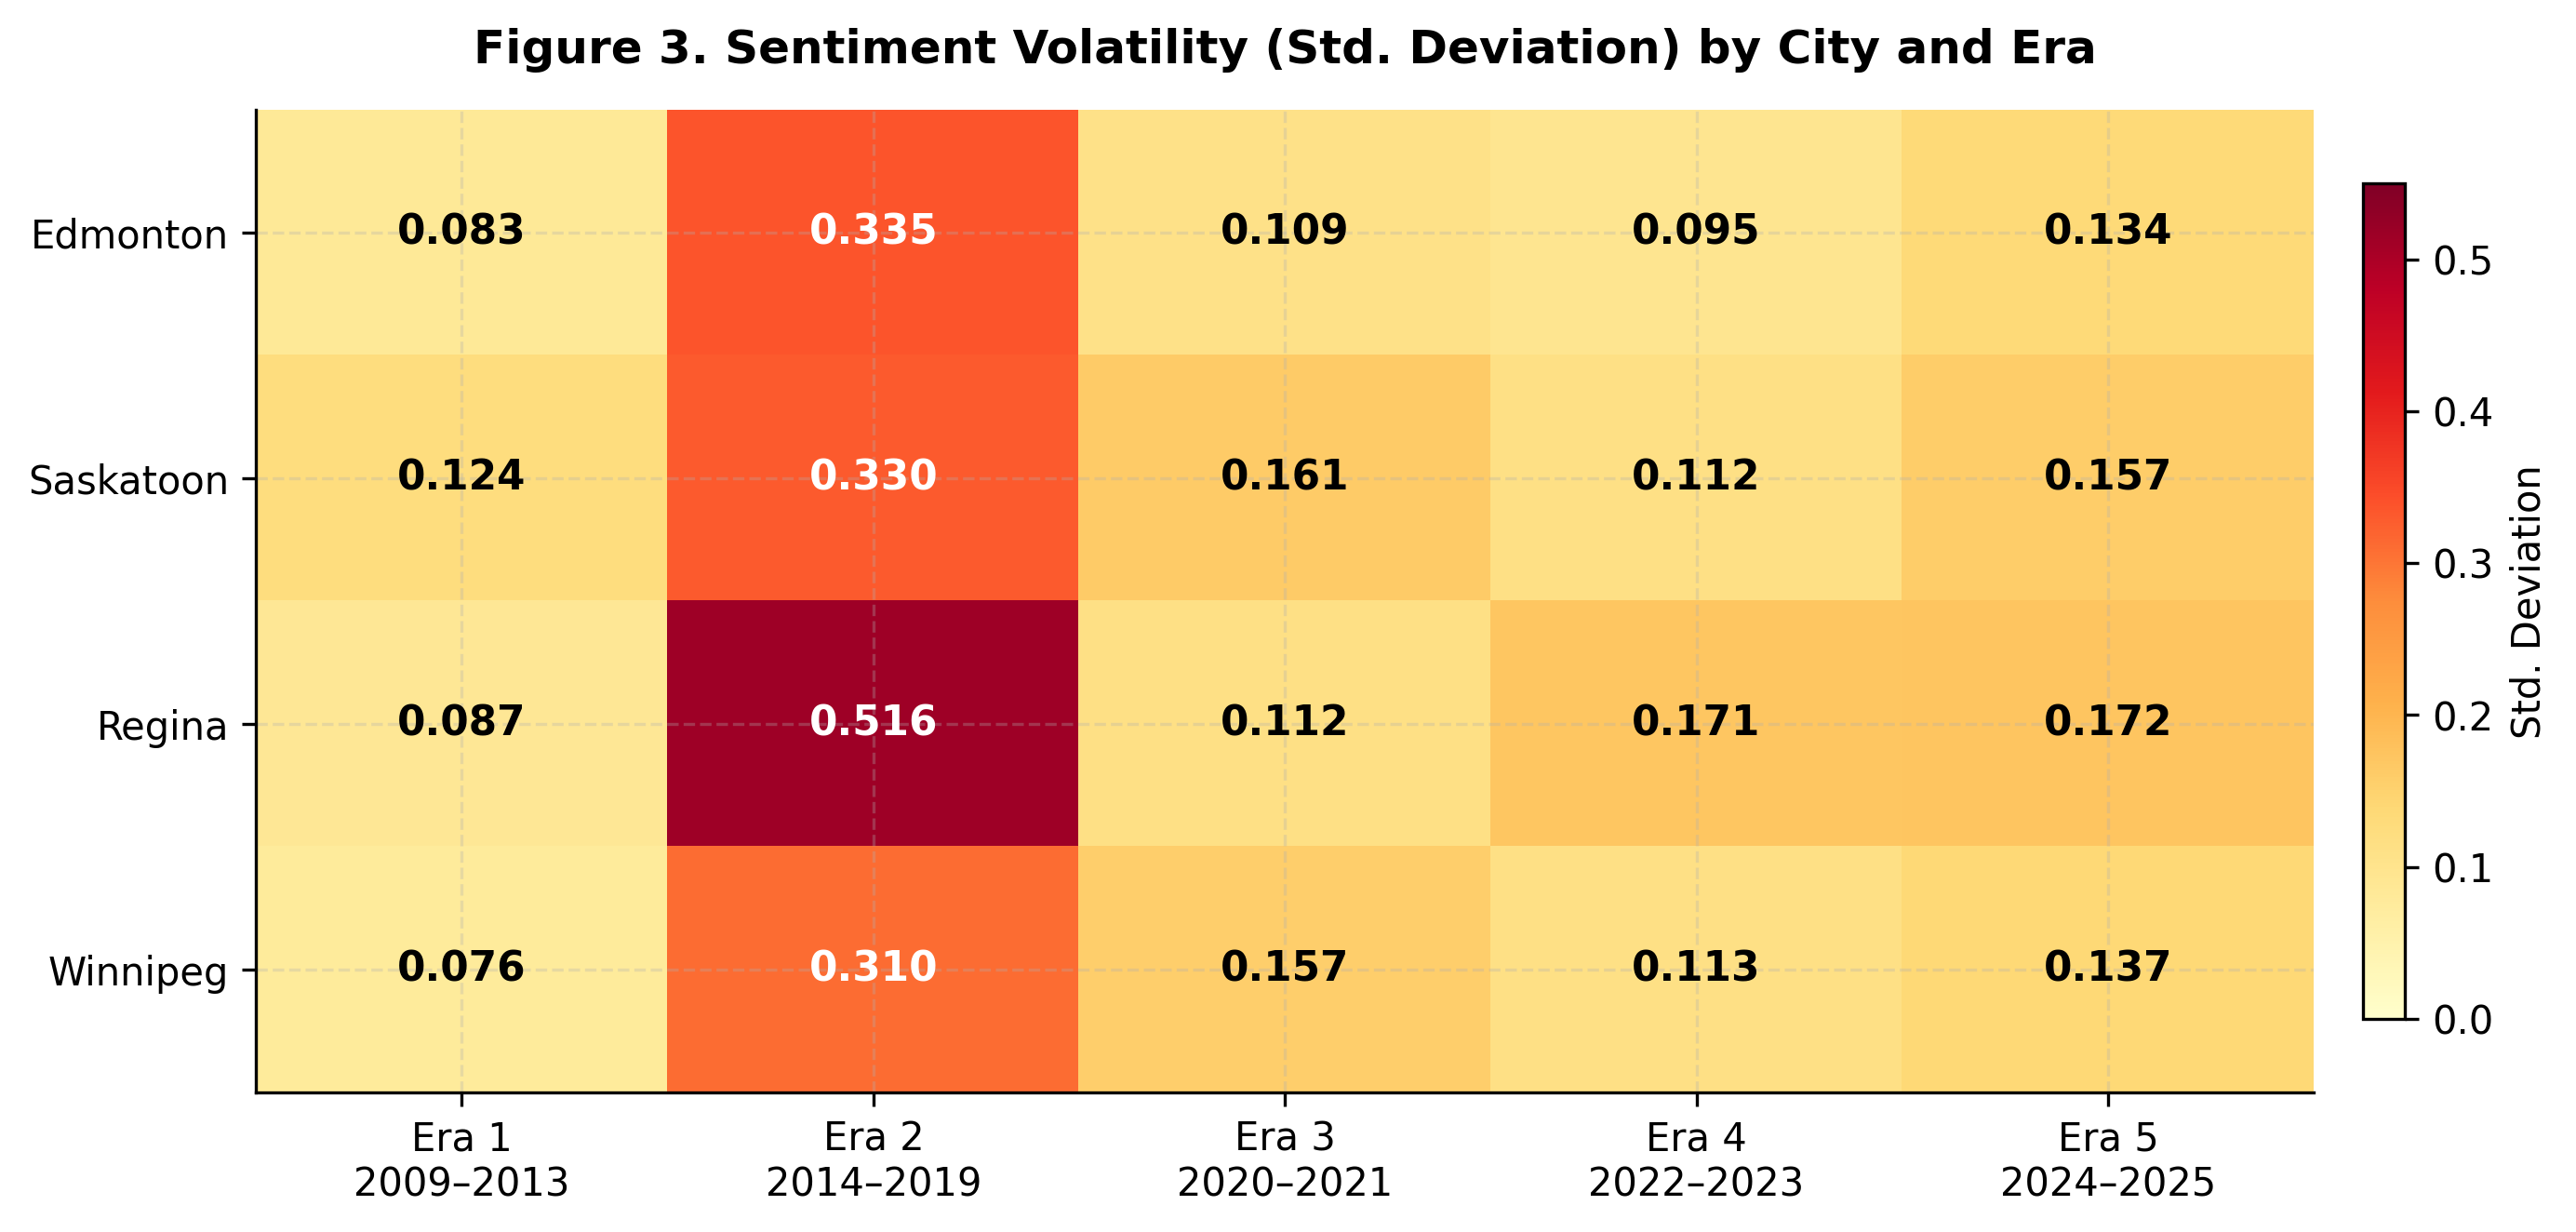 Figure 3. Sentiment Volatility (Std. Deviation) by City and Era
Edmonton 0.083 0.335 0.109 0.095 0.134
Saskatoon 0.124 0.330 0.161 0.112 0.157
Regina 0.087 0.516 0.112 0.171 0.172
Winnipeg 0.076 0.310 0.157 0.113 0.137
Era 1 Era 2 Era 3 Era 4 Era 5
2009–2013 2014–2019 2020–2021 2022–2023 2024–2025
0.5
0.4
0.3
0.2
0.1
0.0
Std. Deviation